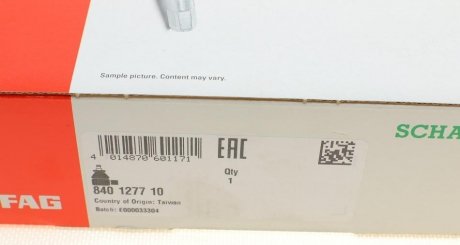 Sample picture. Content may vary.
4 014870 601171
EAC
SCHA
Qty
1
840 1277 10
Country of Origin: Taiwan
Batch: E000033304
FAG